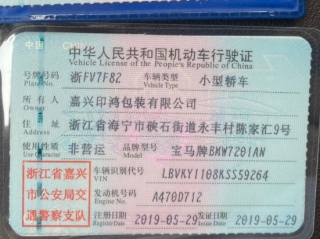 中华人民共和国机动车行驶证
Vehicle License of the People's Republic of China
号牌号码 浙FV7F82 车辆类型 小型轿车
Plate No. Vehicle Type
所有人 嘉兴印鸿包装有限公司
Owner
住址 浙江省海宁市硖石街道永丰村陈家汇9号
Address
使用性质 非营运 品牌型号 宝马牌BMW7201AN
Use Character Model
浙江省嘉兴
市公安局交
通警察支队
车辆识别代号 LBVKY1108KSS59264
VIN
发动机号码 A470D712
Engine No.
注册日期 2019-05-29 发证日期 2019-05-29
Register Date Issue Date